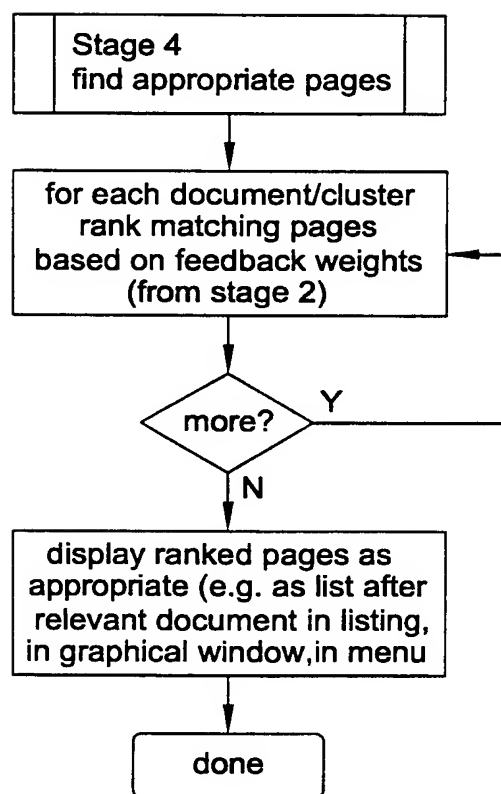 Stage 4
find appropriate pages
for each document/cluster
rank matching pages
based on feedback weights
(from stage 2)
more?
Y
N
display ranked pages as
appropriate (e.g. as list after
relevant document in listing,
in graphical window,in menu
done